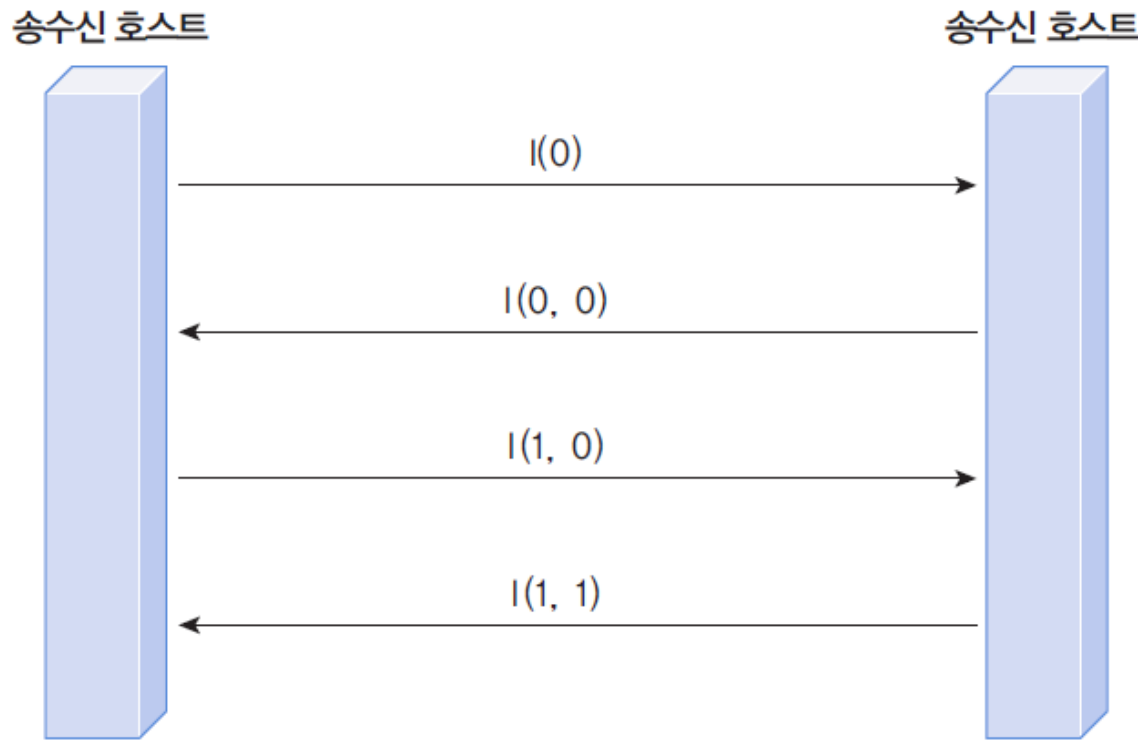 송수신 호스트
송수신 호스트
I(0)
I(0, 0)
I(1, 0)
I(1, 1)